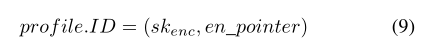 profile.ID = (sk_enc, en_pointer) (9)